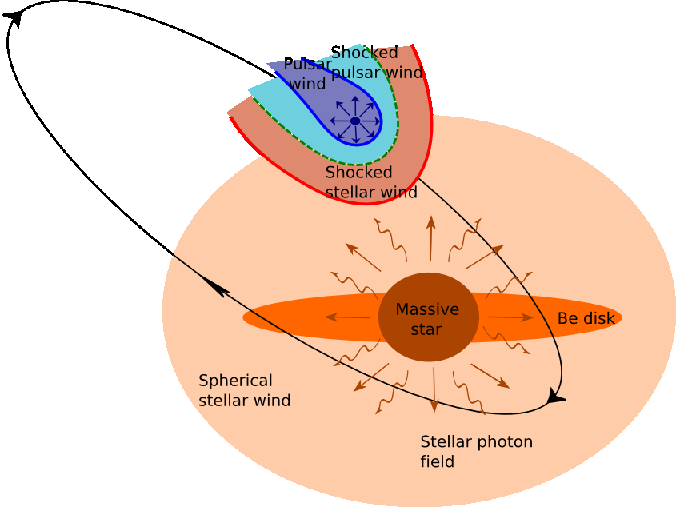 Shocked
pulsar wind
Pulsar
wind
Shocked
stellar wind
Massive
star
Be disk
Spherical
stellar wind
Stellar photon
field